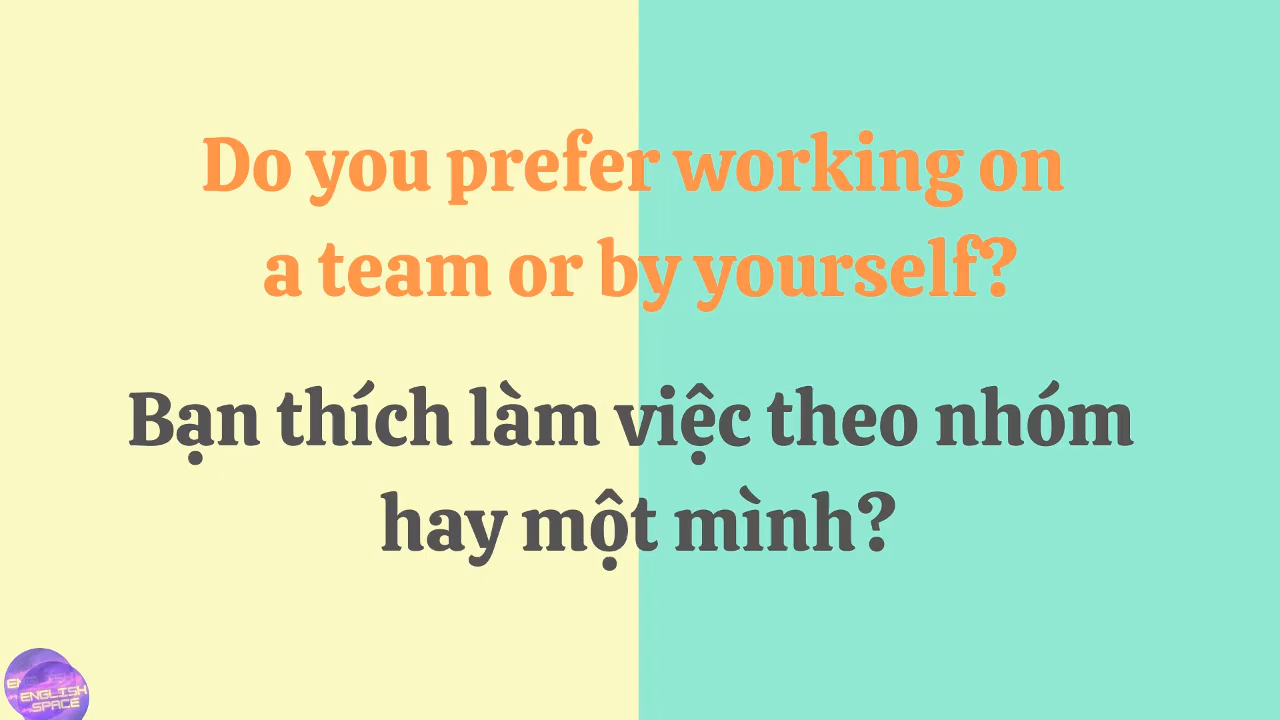 Do you prefer working on
a team or by yourself?
Bạn thích làm việc theo nhóm
hay một mình?
ENGLISH
SPACE